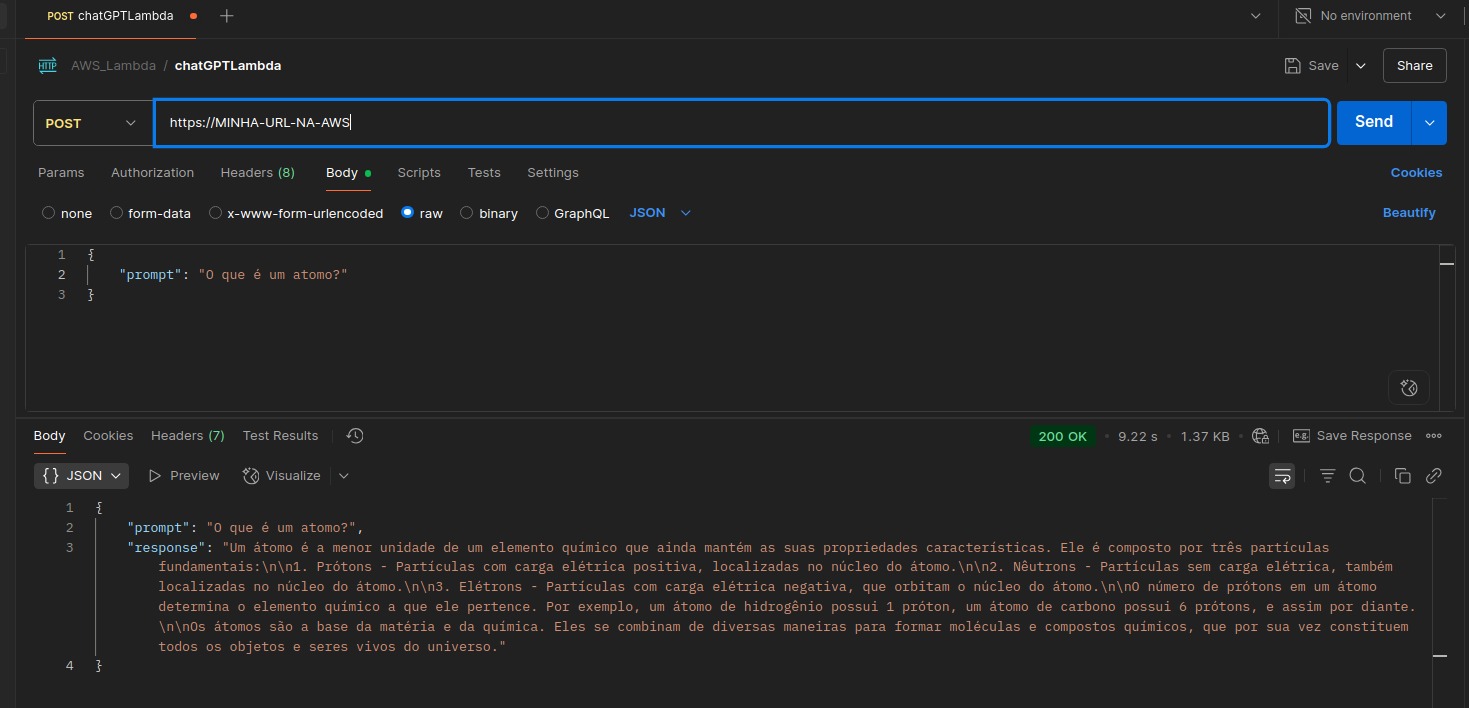 POST chatGPTLambda
No environment
HTTP AWS_Lambda / chatGPTLambda
Save
Share
POST
https://MINHA-URL-NA-AWS
Send
Params Authorization Headers (8) Body Scripts Tests Settings
Cookies
none form-data x-www-form-urlencoded raw binary GraphQL JSON
Beautify
1 {
2 "prompt": "O que é um atomo?"
3 }
Body Cookies Headers (7) Test Results
200 OK • 9.22 s • 1.37 KB •
e.g. Save Response
{} JSON Preview Visualize
1 {
2 "prompt": "O que é um atomo?",
3 "response": "Um átomo é a menor unidade de um elemento químico que ainda mantém as suas propriedades características. Ele é composto por três partículas
fundamentais:\n\n1. Prótons - Partículas com carga elétrica positiva, localizadas no núcleo do átomo.\n\n2. Nêutrons - Partículas sem carga elétrica, também
localizadas no núcleo do átomo.\n\n3. Elétrons - Partículas com carga elétrica negativa, que orbitam o núcleo do átomo.\n\nO número de prótons em um átomo
determina o elemento químico a que ele pertence. Por exemplo, um átomo de hidrogênio possui 1 próton, um átomo de carbono possui 6 prótons, e assim por diante.
\n\nOs átomos são a base da matéria e da química. Eles se combinam de diversas maneiras para formar moléculas e compostos químicos, que por sua vez constituem
todos os objetos e seres vivos do universo."
4 }